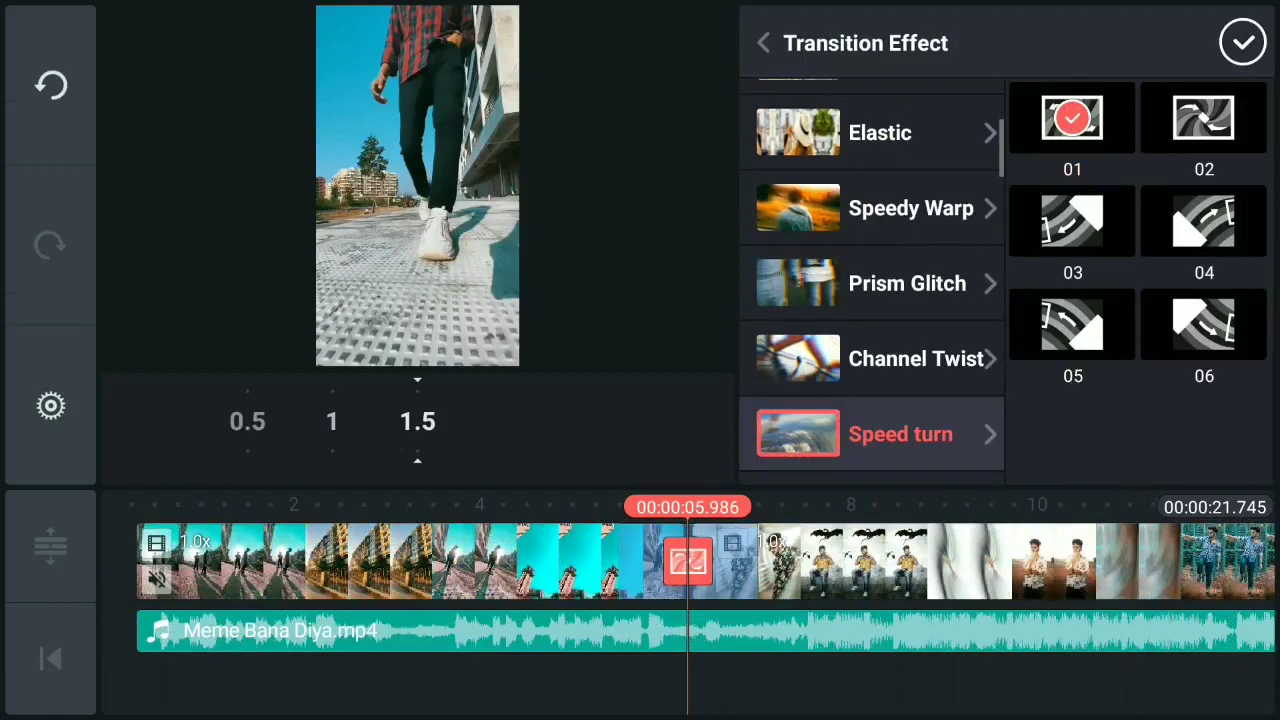 Transition Effect
Elastic
Speedy Warp
Prism Glitch
Channel Twist
Speed turn
01
02
03
04
05
06
0.5
1
1.5
2
4
00:00:05.986
8
10
00:00:21.745
1.0x
1.0x
Meme Bana Diya.mp4